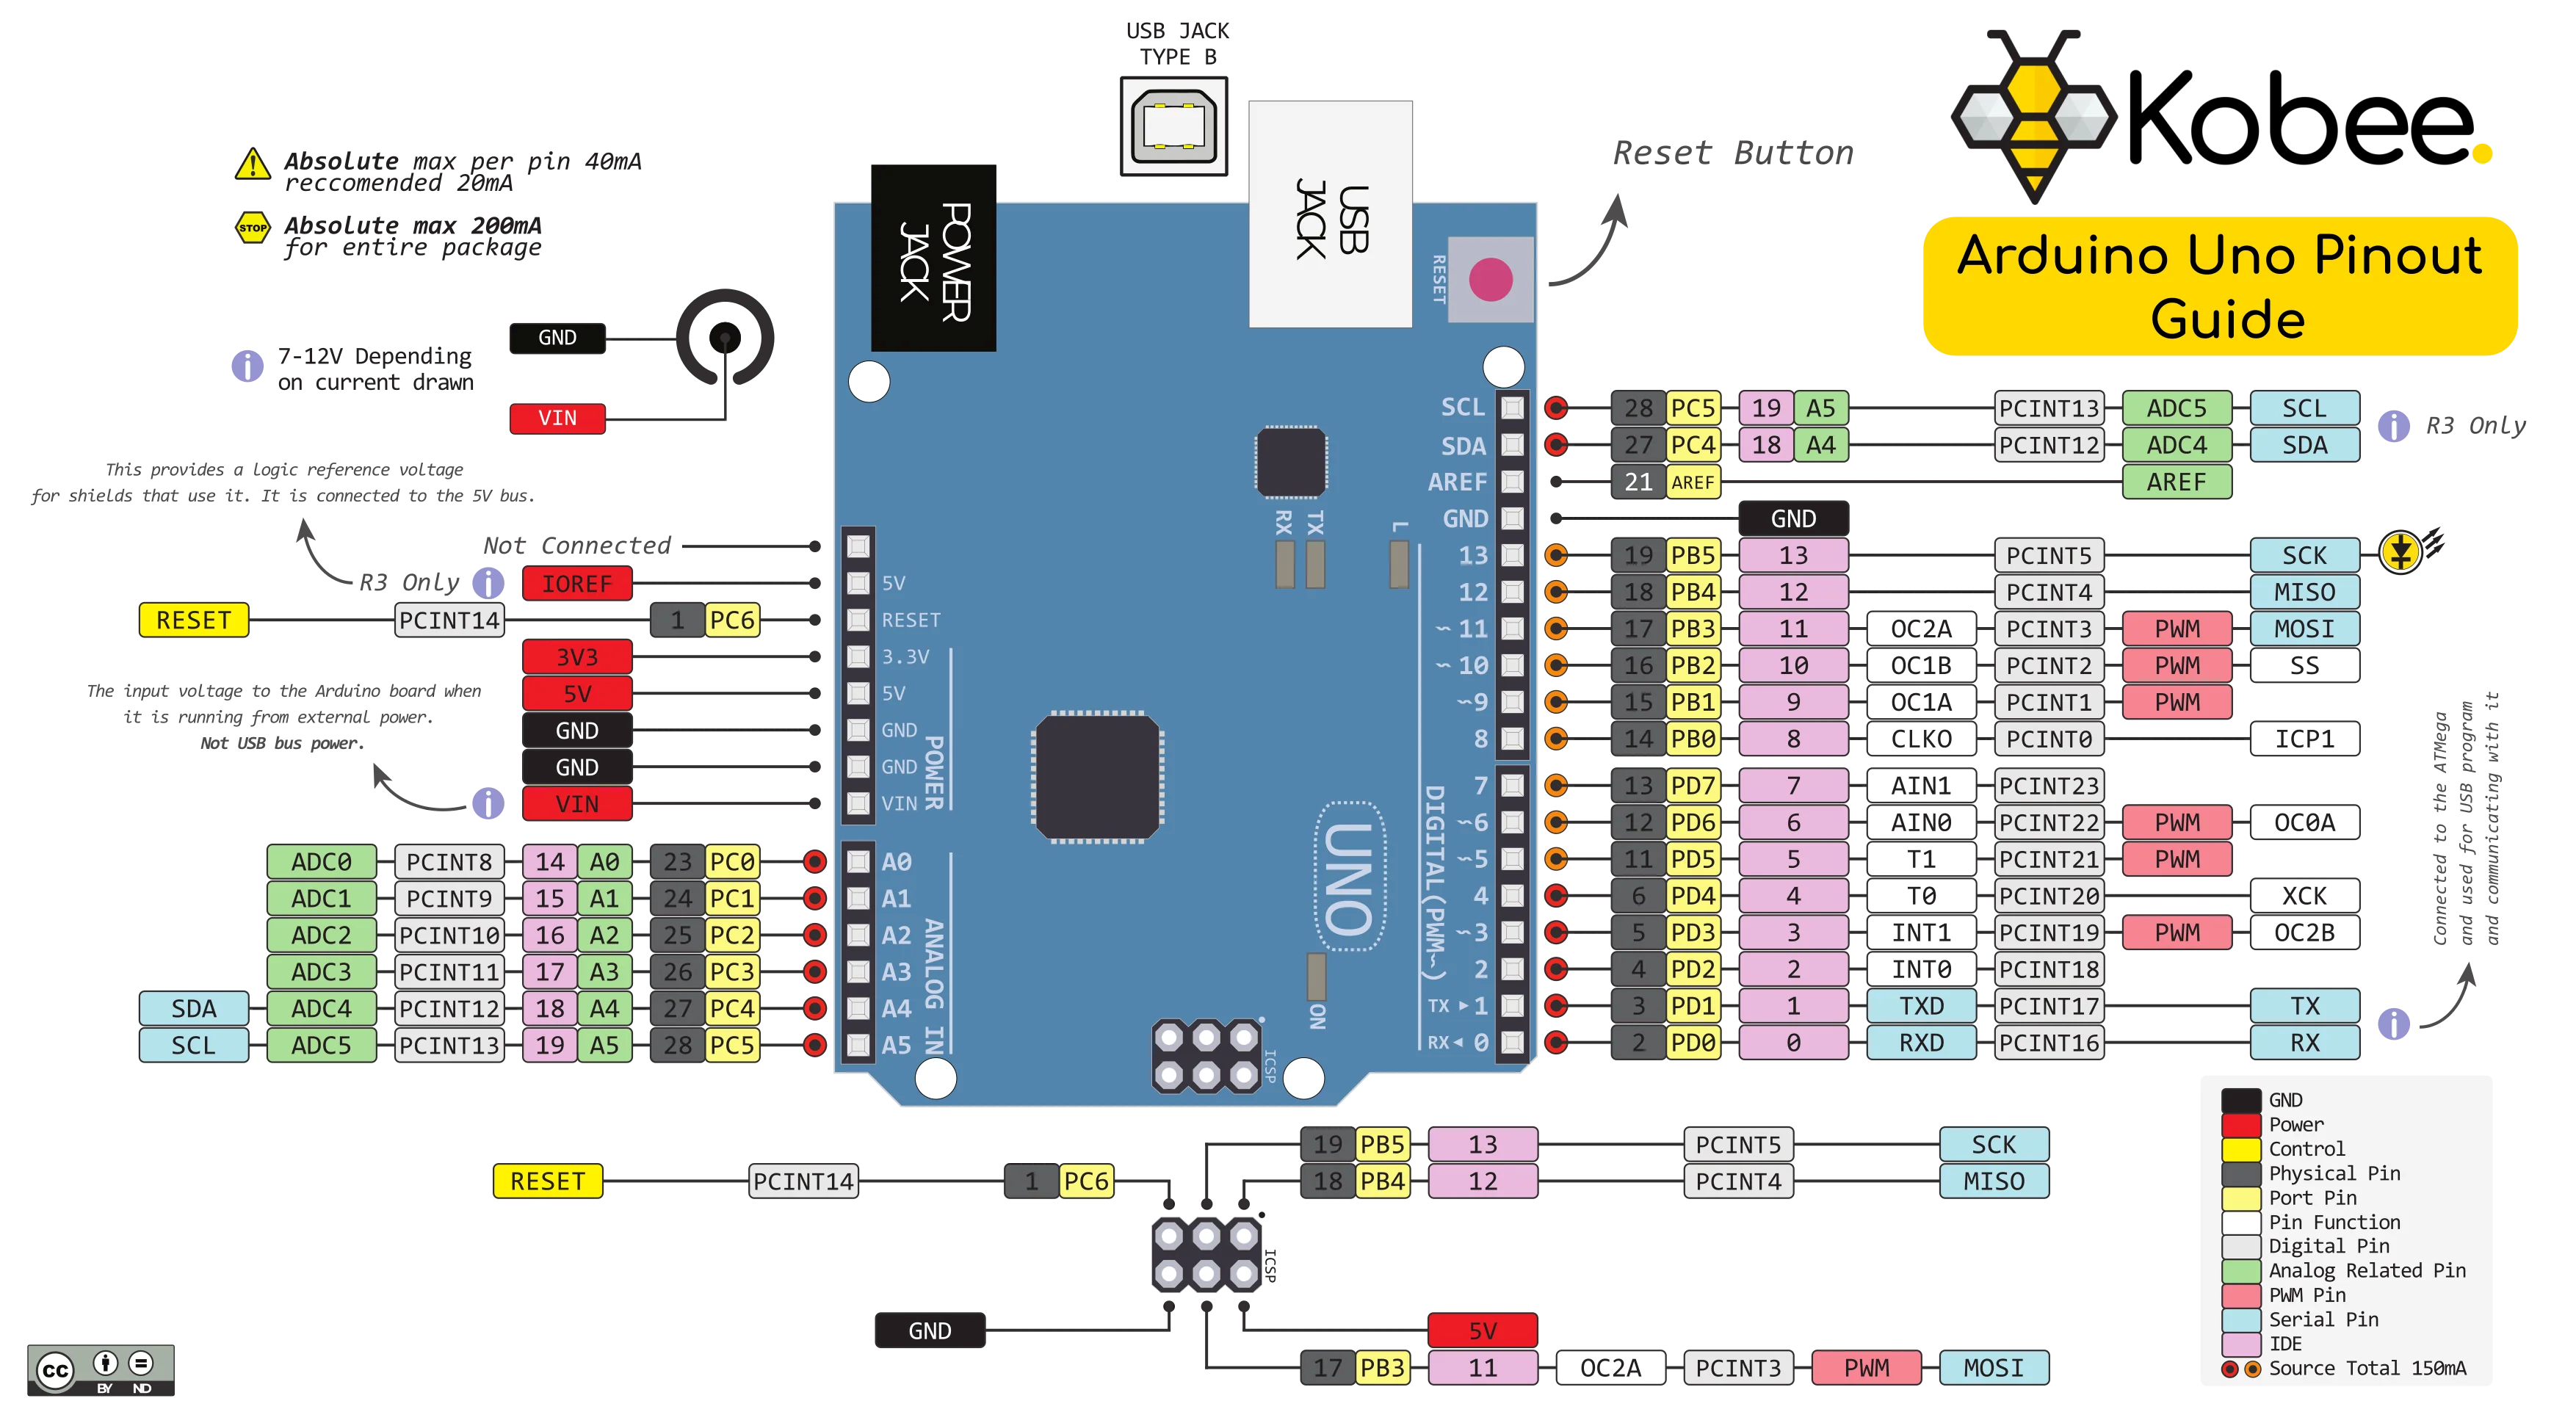 USB JACK
TYPE B
Kobee.
Arduino Uno Pinout
Guide
Reset Button
Absolute max per pin 40mA
reccomended 20mA
STOP
Absolute max 200mA
for entire package
GND
7-12V Depending
on current drawn
VIN
POWER
JACK
USB
JACK
RESET
This provides a logic reference voltage
for shields that use it. It is connected to the 5V bus.
Not Connected
R3 Only IOREF 5V
RESET PCINT14 1 PC6 RESET
3V3 3.3V
5V 5V
The input voltage to the Arduino board when
it is running from external power.
Not USB bus power.
GND GND
GND GND
VIN VIN
POWER
ADC0 PCINT8 14 A0 23 PC0 A0
ADC1 PCINT9 15 A1 24 PC1 A1
ADC2 PCINT10 16 A2 25 PC2 A2
ADC3 PCINT11 17 A3 26 PC3 A3
SDA ADC4 PCINT12 18 A4 27 PC4 A4
SCL ADC5 PCINT13 19 A5 28 PC5 A5
ANALOG IN
RX
TX
L
UNO
ON
ICSP
DIGITAL(PWM~)
SCL 28 PC5 19 A5 PCINT13 ADC5 SCL
SDA 27 PC4 18 A4 PCINT12 ADC4 SDA
R3 Only
AREF 21 AREF AREF
GND GND
13 19 PB5 13 PCINT5 SCK
12 18 PB4 12 PCINT4 MISO
~11 17 PB3 11 OC2A PCINT3 PWM MOSI
~10 16 PB2 10 OC1B PCINT2 PWM SS
~9 15 PB1 9 OC1A PCINT1 PWM
8 14 PB0 8 CLKO PCINT0 ICP1
7 13 PD7 7 AIN1 PCINT23
~6 12 PD6 6 AIN0 PCINT22 PWM OC0A
~5 11 PD5 5 T1 PCINT21 PWM
4 6 PD4 4 T0 PCINT20 XCK
~3 5 PD3 3 INT1 PCINT19 PWM OC2B
2 4 PD2 2 INT0 PCINT18
TX ▸ 1 3 PD1 1 TXD PCINT17 TX
RX ◂ 0 2 PD0 0 RXD PCINT16 RX
Connected to the ATMega
and used for USB program
and communicating with it
19 PB5 13 PCINT5 SCK
RESET PCINT14 1 PC6
18 PB4 12 PCINT4 MISO
ICSP
GND
5V
17 PB3 11 OC2A PCINT3 PWM MOSI
GND
Power
Control
Physical Pin
Port Pin
Pin Function
Digital Pin
Analog Related Pin
PWM Pin
Serial Pin
IDE
Source Total 150mA
cc
BY ND